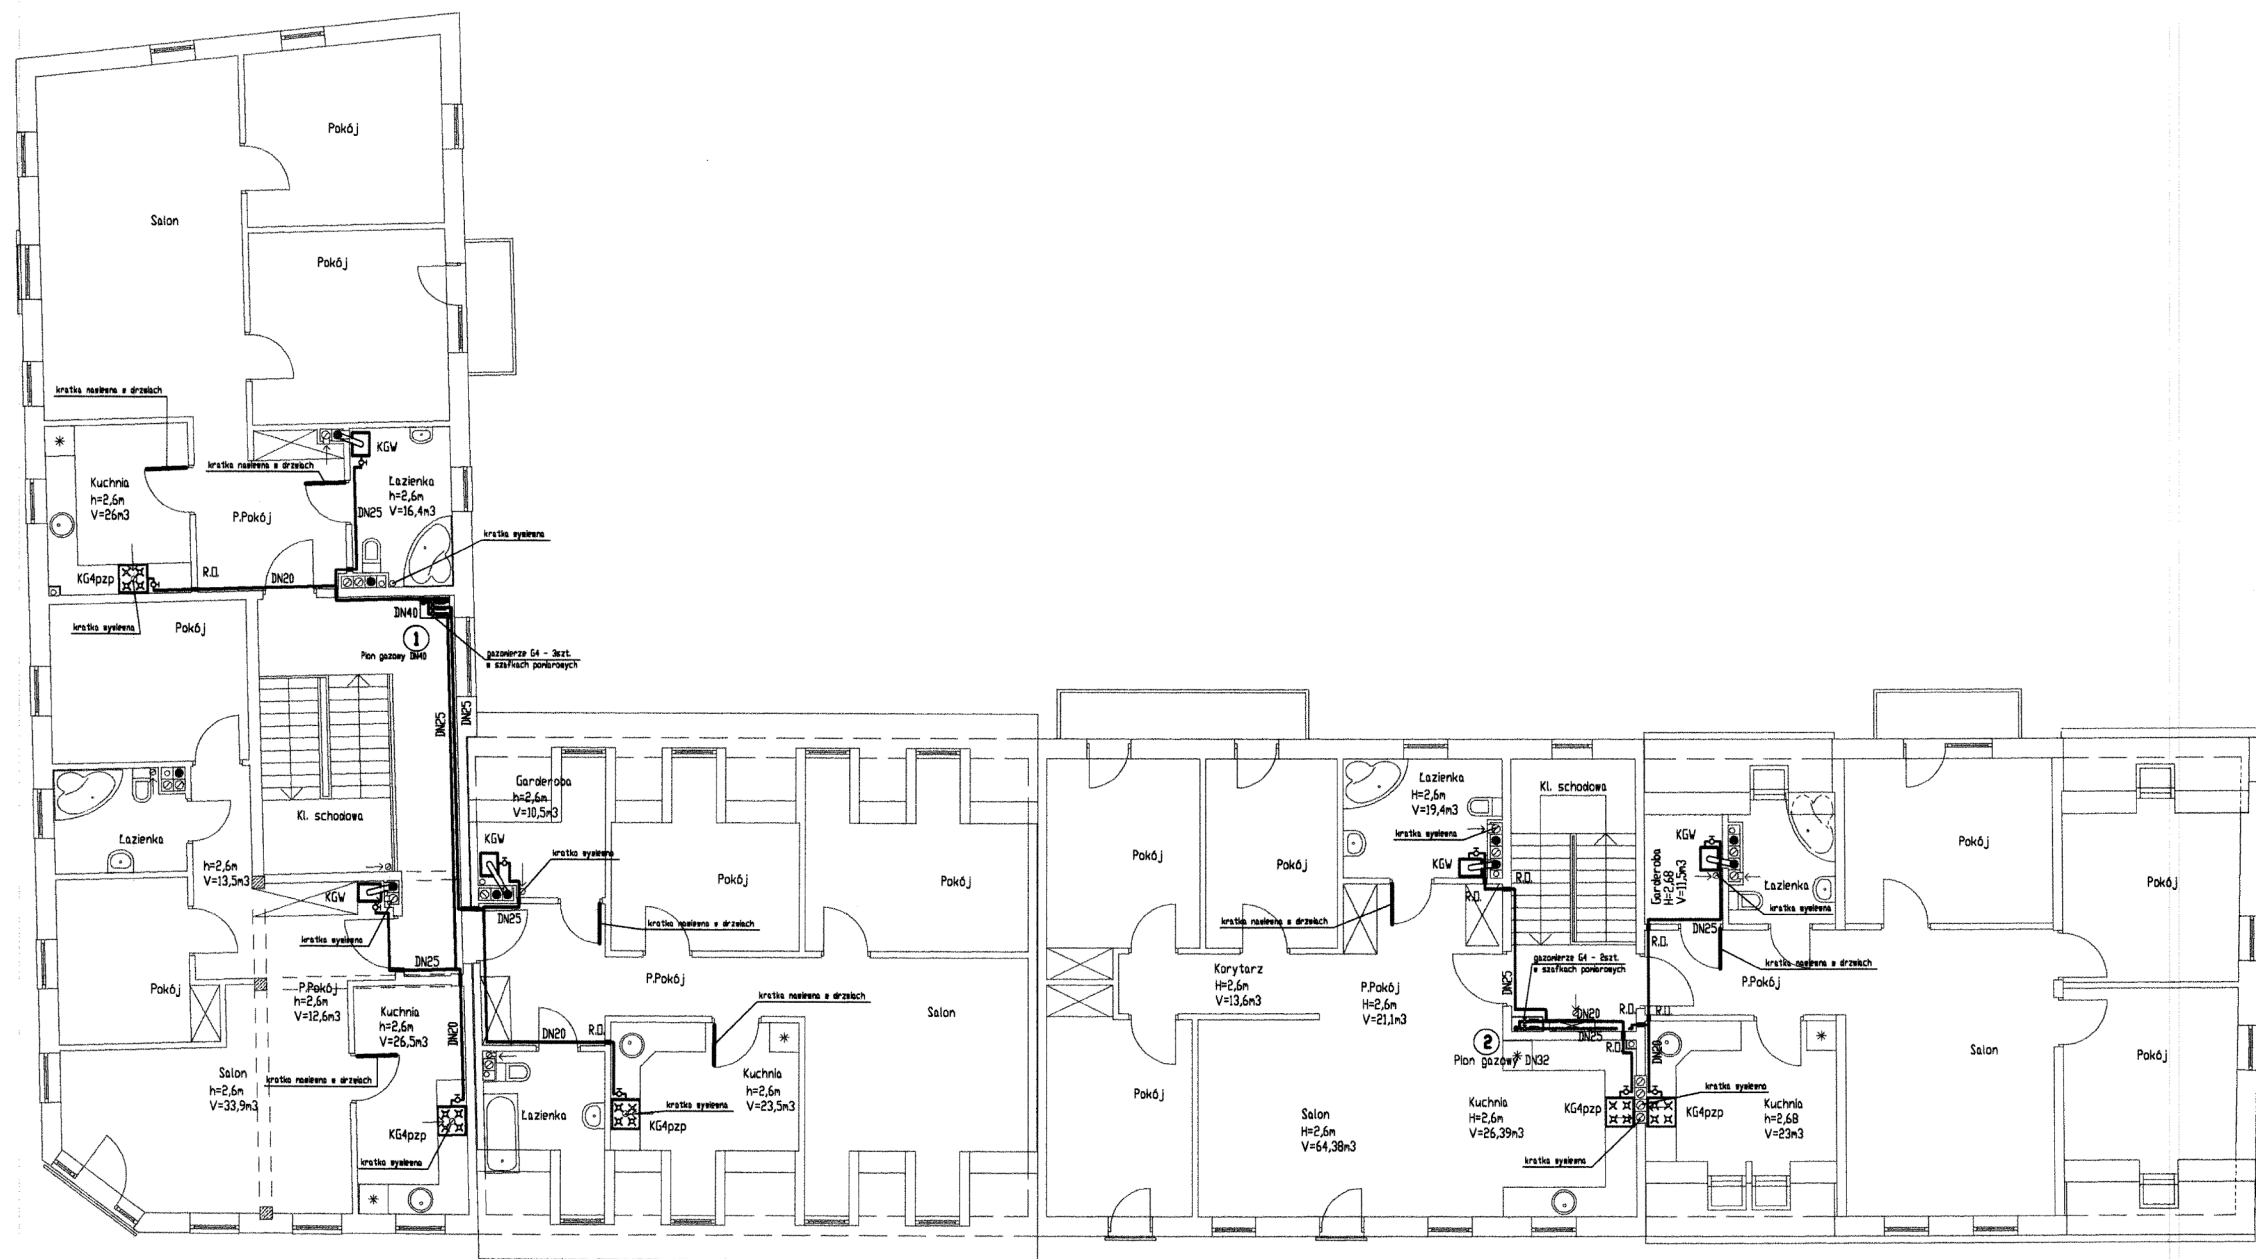 Pokój
Salon
Pokój
kratka nawiewna w drzwiach
KGW
kratka nawiewna w drzwiach
Kuchnia
h=2,6m
V=26m3
Łazienka
h=2,6m
V=16,4m3
DN25
P.Pokój
kratka wywiewna
KG4pzp
R.O.
DN20
kratka wywiewna
Pokój
DN40
1
Pion gazowy DN40
gazomierze G4 - 3szt.
w szafkach pomiarowych
DN25
DN25
Kl. schodowa
Łazienka
h=2,6m
V=13,5m3
KGW
kratka wywiewna
DN25
Pokój
P.Pokój
h=2,6m
V=12,6m3
Kuchnia
h=2,6m
V=26,5m3
DN20
Salon
h=2,6m
V=33,9m3
kratka nawiewna w drzwiach
KG4pzp
kratka wywiewna
Garderoba
h=2,6m
V=10,5m3
KGW
kratka wywiewna
DN25
Pokój
Pokój
kratka nawiewna w drzwiach
P.Pokój
kratka nawiewna w drzwiach
Salon
DN20
R.O.
Kuchnia
h=2,6m
V=23,5m3
Łazienka
kratka wywiewna
KG4pzp
Pokój
Pokój
Łazienka
H=2,6m
V=19,4m3
kratka wywiewna
KGW
R.O.
R.O.
kratka nawiewna w drzwiach
Kl. schodowa
Korytarz
H=2,6m
V=13,6m3
P.Pokój
H=2,6m
V=21,1m3
DN25
gazomierze G4 - 2szt.
w szafkach pomiarowych
DN20
DN25
R.O.
R.O.
R.O.
2
Pion gazowy DN32
Pokój
Salon
H=2,6m
V=64,38m3
Kuchnia
H=2,6m
V=26,39m3
KG4pzp
kratka wywiewna
KGW
Garderoba
H=2,68
V=11,5m3
Łazienka
kratka wywiewna
DN25
R.O.
kratka nawiewna w drzwiach
P.Pokój
DN20
kratka wywiewna
KG4pzp
Kuchnia
h=2,68
V=23m3
Pokój
Pokój
Salon
Pokój